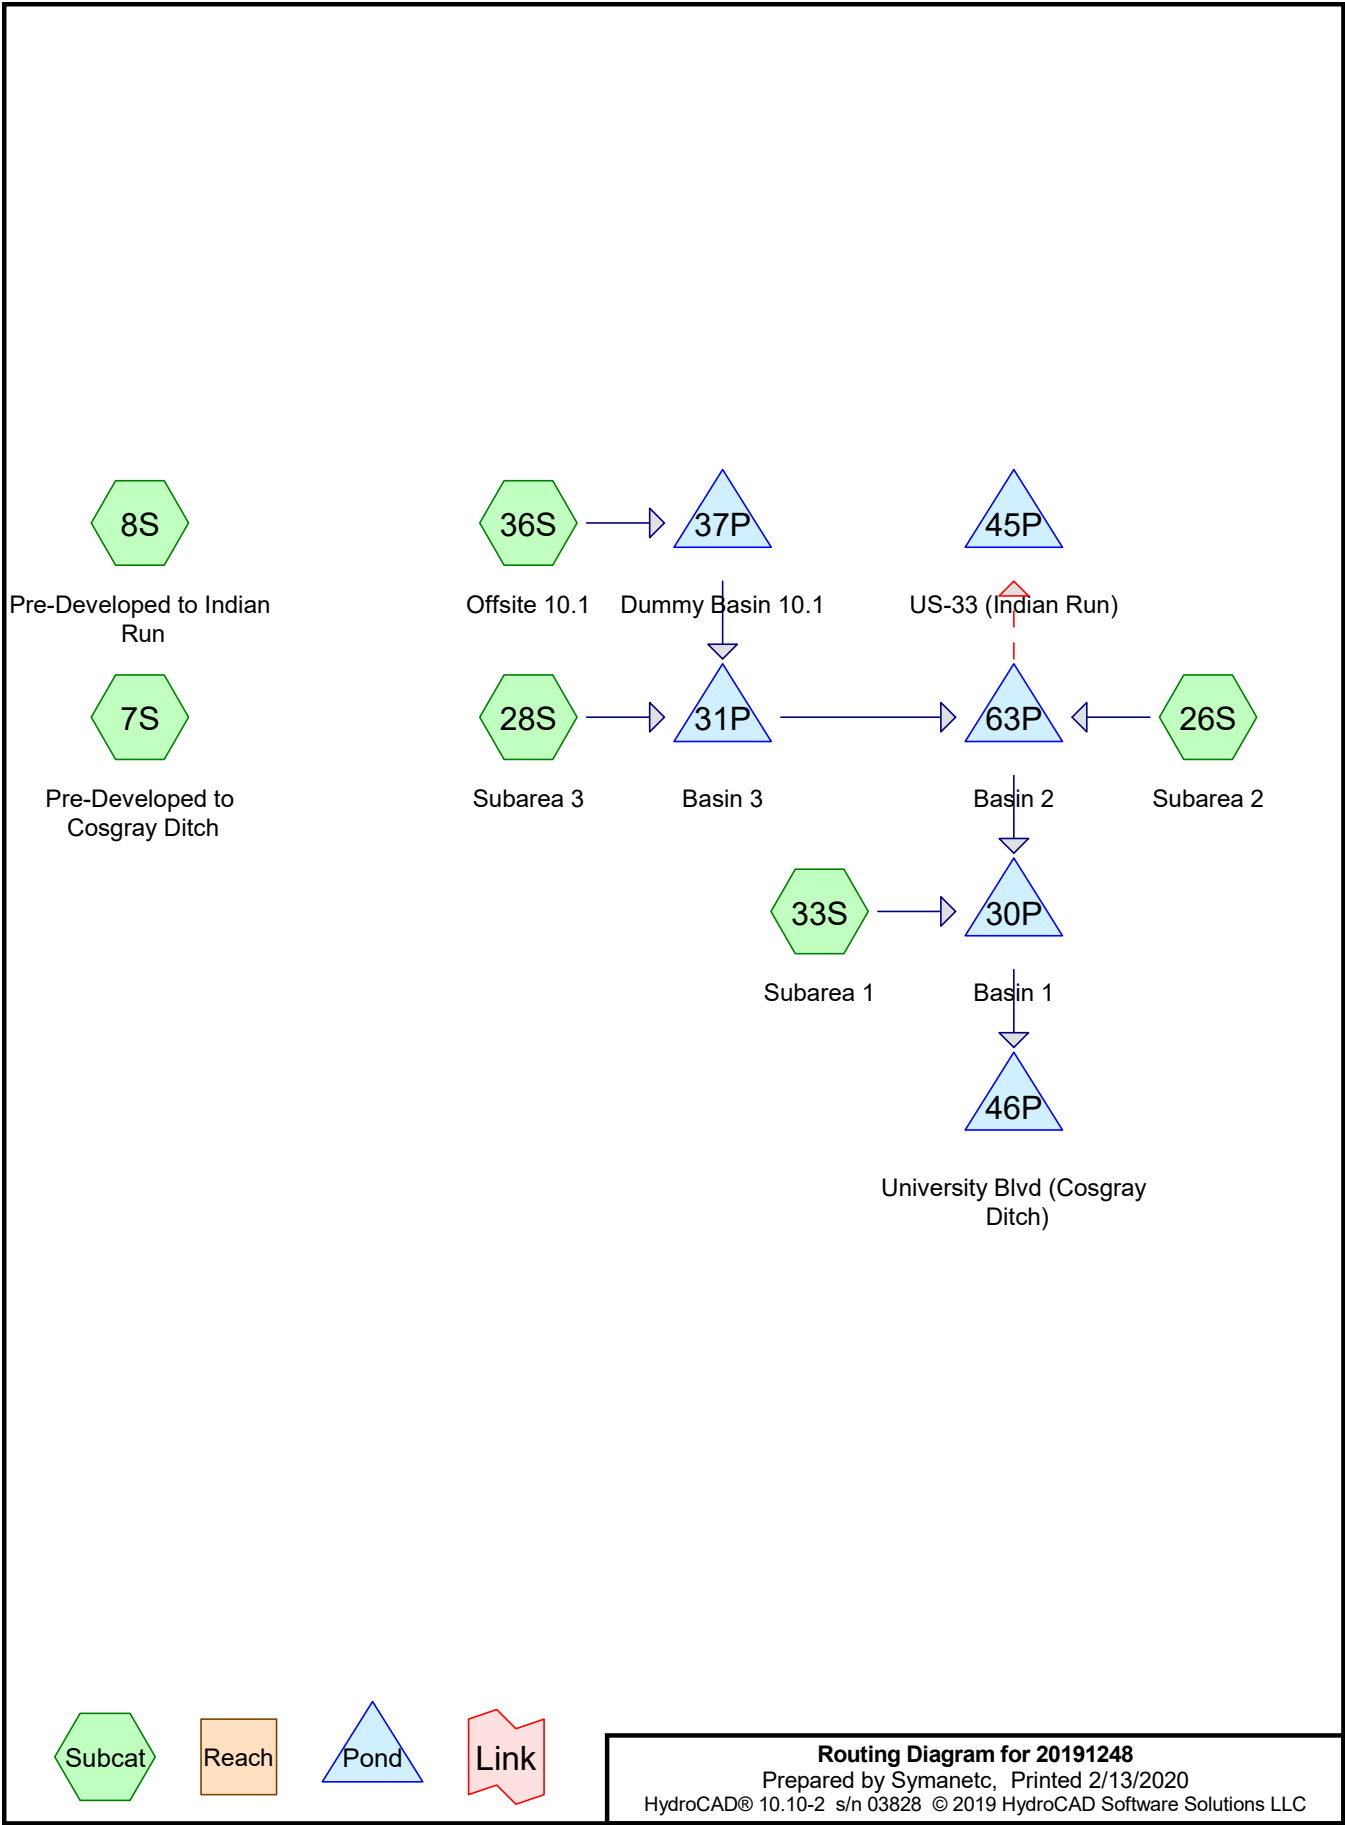 8S
36S
37P
45P
Pre-Developed to Indian
Run
Offsite 10.1
Dummy Basin 10.1
US-33 (Indian Run)
7S
28S
31P
63P
26S
Pre-Developed to
Cosgray Ditch
Subarea 3
Basin 3
Basin 2
Subarea 2
33S
30P
Subarea 1
Basin 1
46P
University Blvd (Cosgray
Ditch)
Subcat
Reach
Pond
Link
Routing Diagram for 20191248
Prepared by Symanetc, Printed 2/13/2020
HydroCAD® 10.10-2 s/n 03828 © 2019 HydroCAD Software Solutions LLC